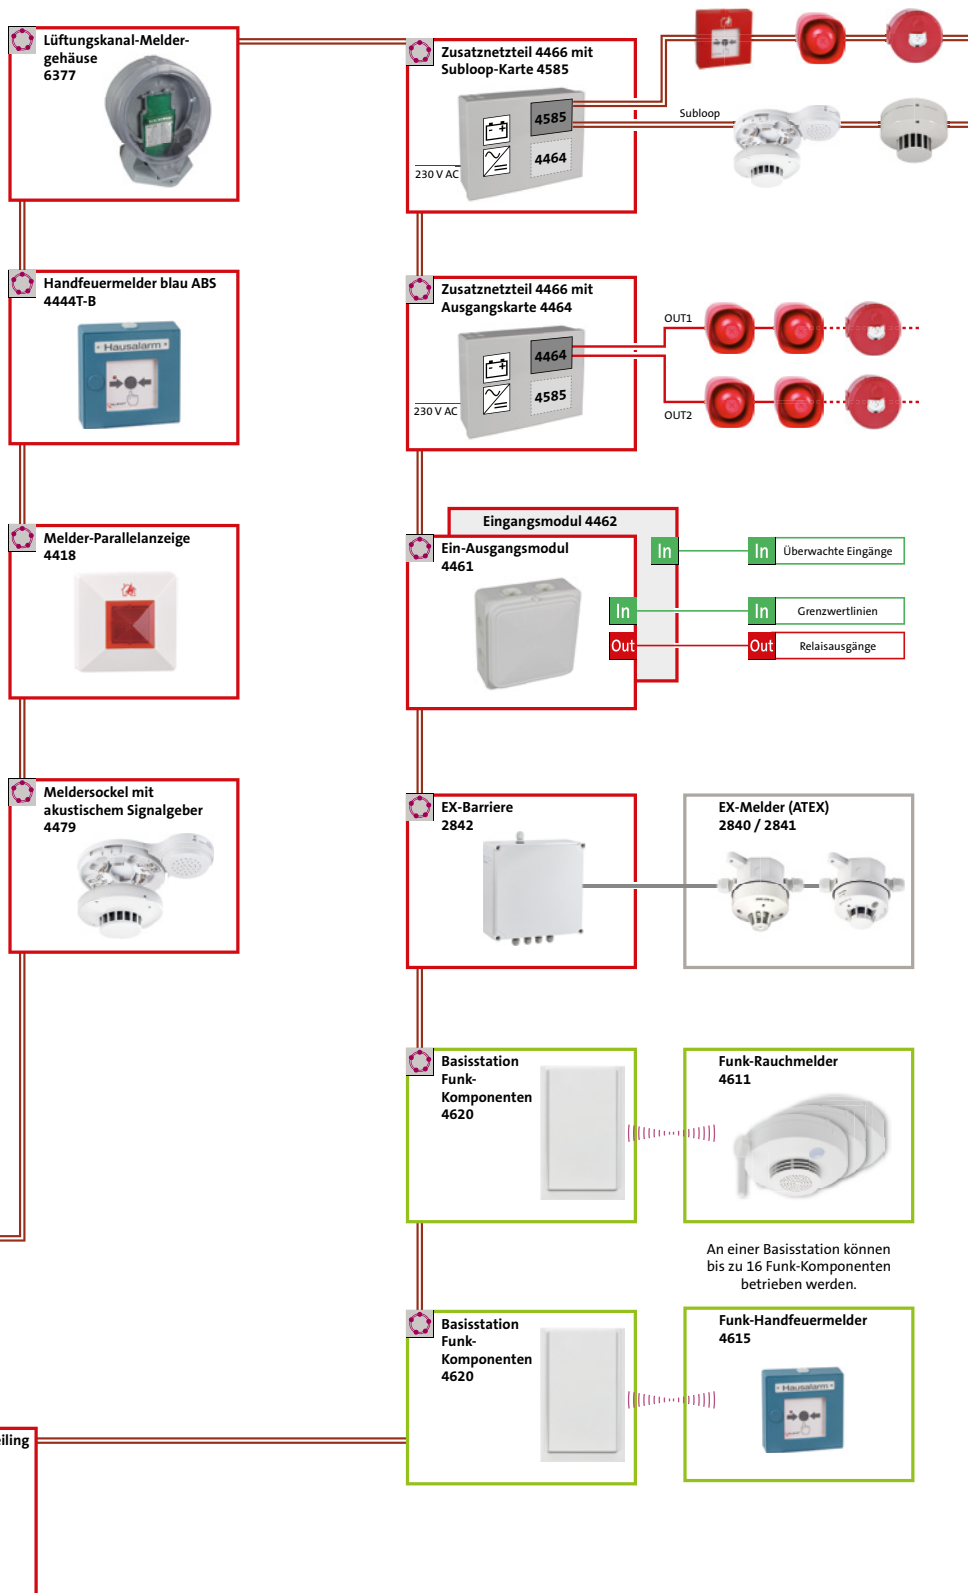 Lüftungskanal-Melder-
gehäuse
6377
Handfeuermelder blau ABS
4444T-B
Hausalarm
Melder-Parallelanzeige
4418
Meldersockel mit
akustischem Signalgeber
4479
Zusatznetzteil 4466 mit
Subloop-Karte 4585
4585
4464
230 V AC
Subloop
Zusatznetzteil 4466 mit
Ausgangskarte 4464
4464
4585
230 V AC
OUT1
OUT2
Eingangsmodul 4462
Ein-Ausgangsmodul
4461
In
In
Überwachte Eingänge
In
In
Grenzwertlinien
Out
Out
Relaisausgänge
EX-Barriere
2842
EX-Melder (ATEX)
2840 / 2841
Basisstation
Funk-
Komponenten
4620
Funk-Rauchmelder
4611
An einer Basisstation können
bis zu 16 Funk-Komponenten
betrieben werden.
Basisstation
Funk-
Komponenten
4620
Funk-Handfeuermelder
4615
Hausalarm
eiling